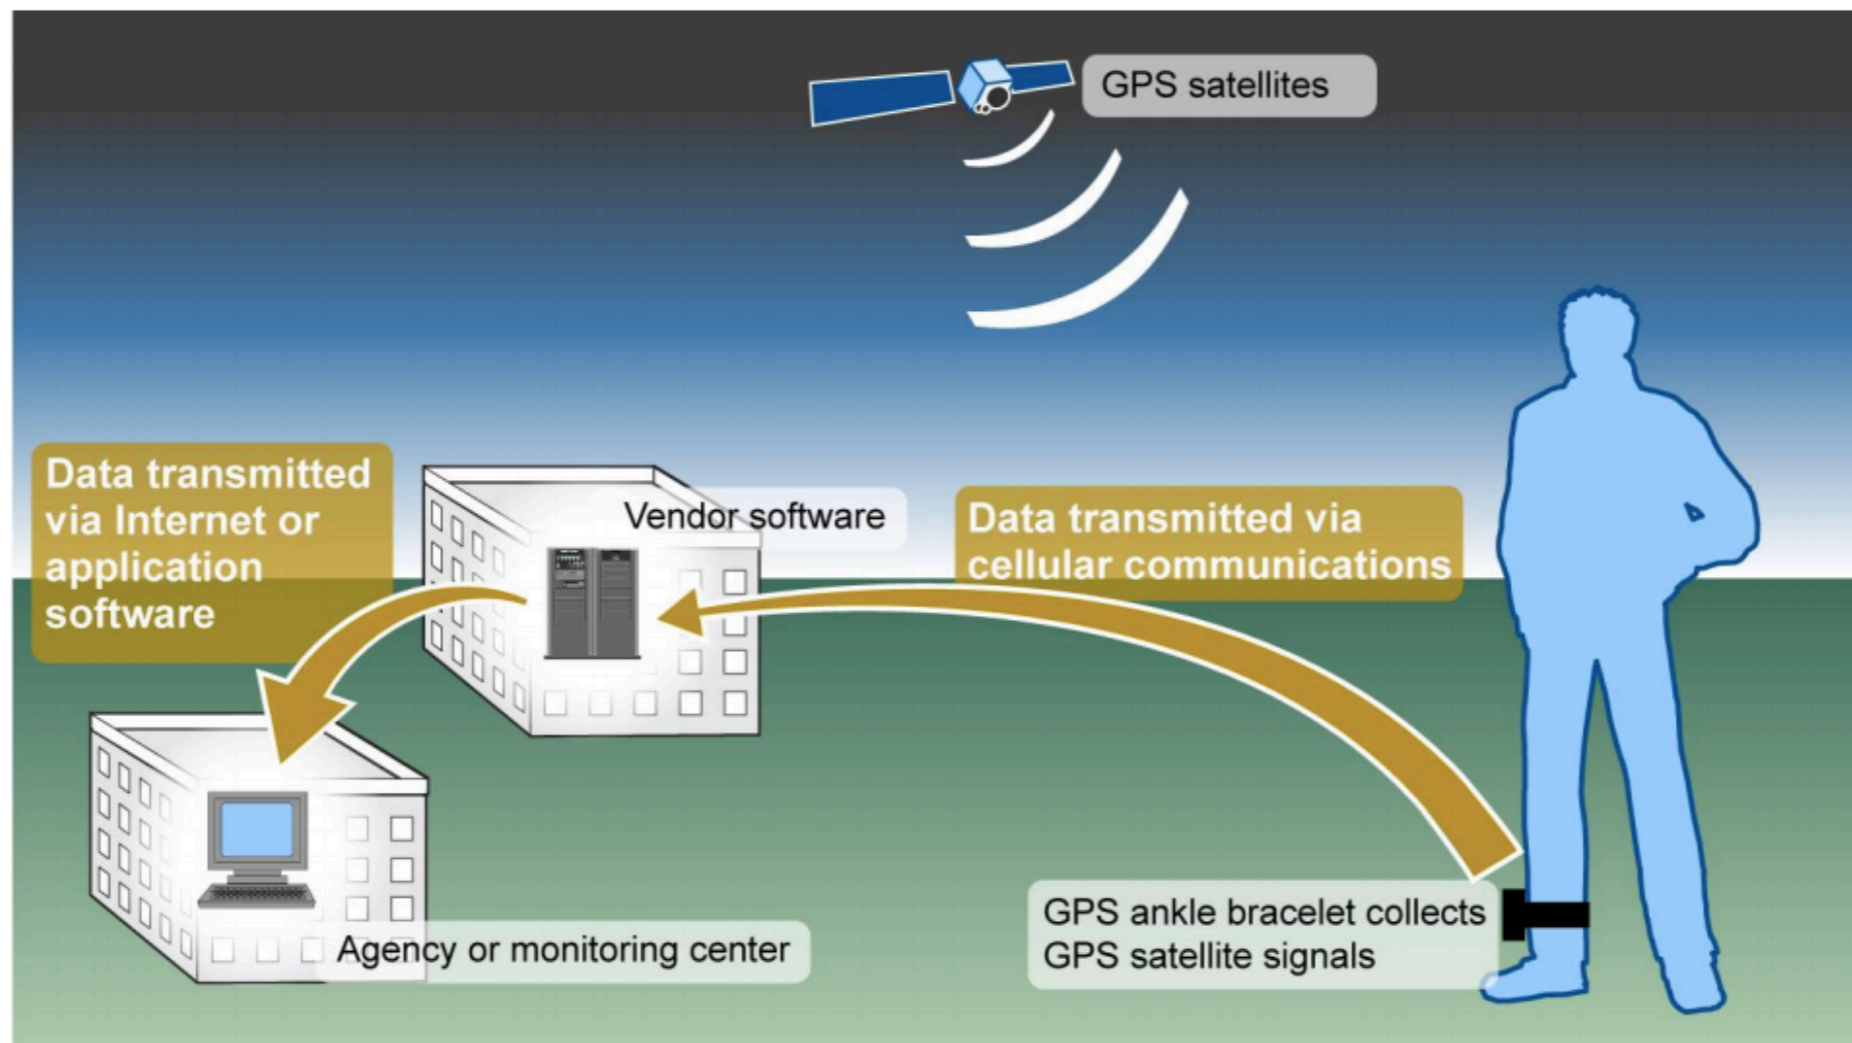 GPS satellites
Data transmitted
via Internet or
application
software
Vendor software
Data transmitted via
cellular communications
GPS ankle bracelet collects
GPS satellite signals
Agency or monitoring center